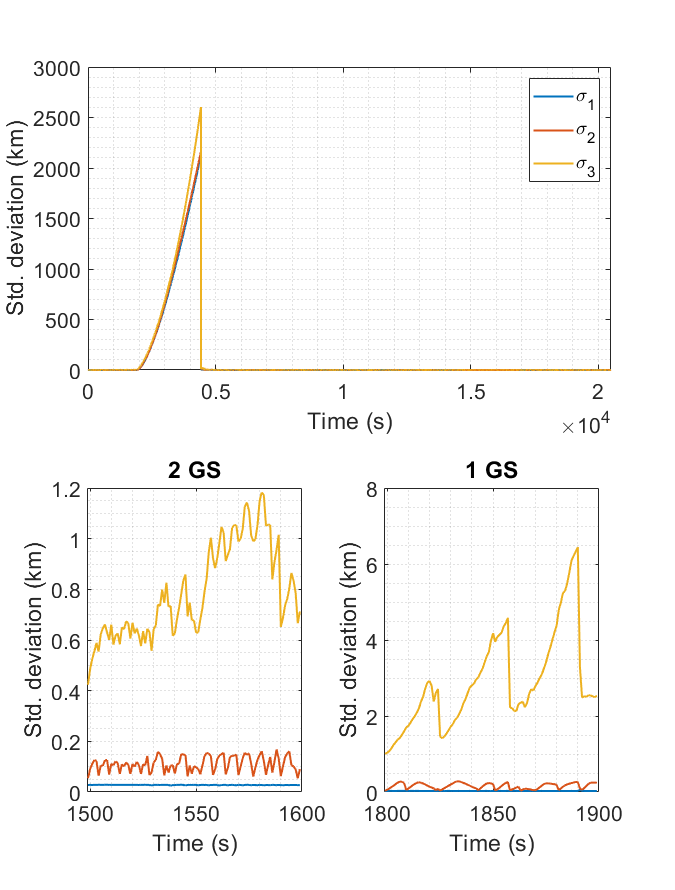 3000
2500
2000
1500
1000
500
0
Std. deviation (km)
σ1
σ2
σ3
0 0.5 1 1.5 2
Time (s)
×10^4
2 GS
1.2
1
0.8
0.6
0.4
0.2
0
Std. deviation (km)
1500 1550 1600
Time (s)
1 GS
8
6
4
2
0
Std. deviation (km)
1800 1850 1900
Time (s)